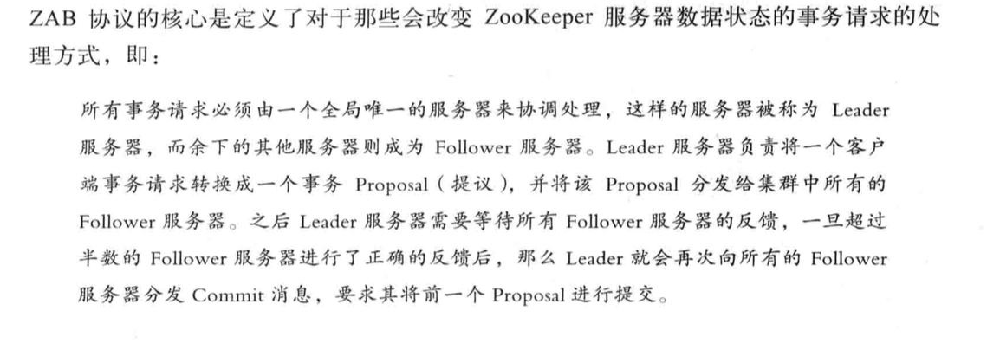 ZAB 协议的核心是定义了对于那些会改变 ZooKeeper 服务器数据状态的事务请求的处
理方式，即：
所有事务请求必须由一个全局唯一的服务器来协调处理，这样的服务器被称为 Leader
服务器，而余下的其他服务器则成为 Follower 服务器。Leader 服务器负责将一个客户
端事务请求转换成一个事务 Proposal（提议），并将该 Proposal 分发给集群中所有的
Follower 服务器。之后 Leader 服务器需要等待所有 Follower 服务器的反馈，一旦超过
半数的 Follower 服务器进行了正确的反馈后，那么 Leader 就会再次向所有的 Follower
服务器分发 Commit 消息，要求其将前一个 Proposal 进行提交。